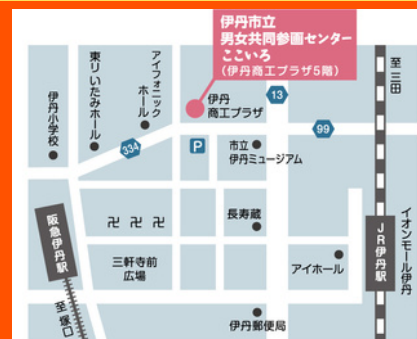 伊丹市立
男女共同参画センター
ここいろ
(伊丹商工プラザ5階)
至三田
アイフォニック
ホール
東リいたみホール
伊丹小学校
伊丹
商工プラザ
13
99
334
P
市立
伊丹ミュージアム
卍 卍 卍
長寿蔵
阪急伊丹駅
三軒寺前
広場
アイホール
JR伊丹駅
イオンモール伊丹
至塚口
伊丹郵便局